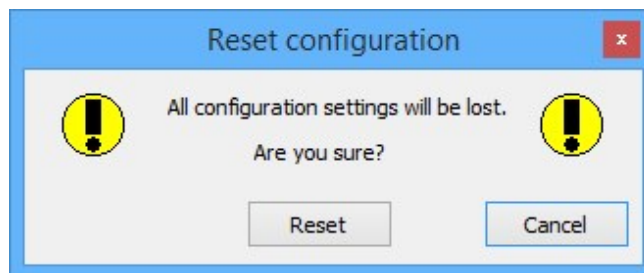 Reset configuration
x
All configuration settings will be lost.
Are you sure?
Reset Cancel